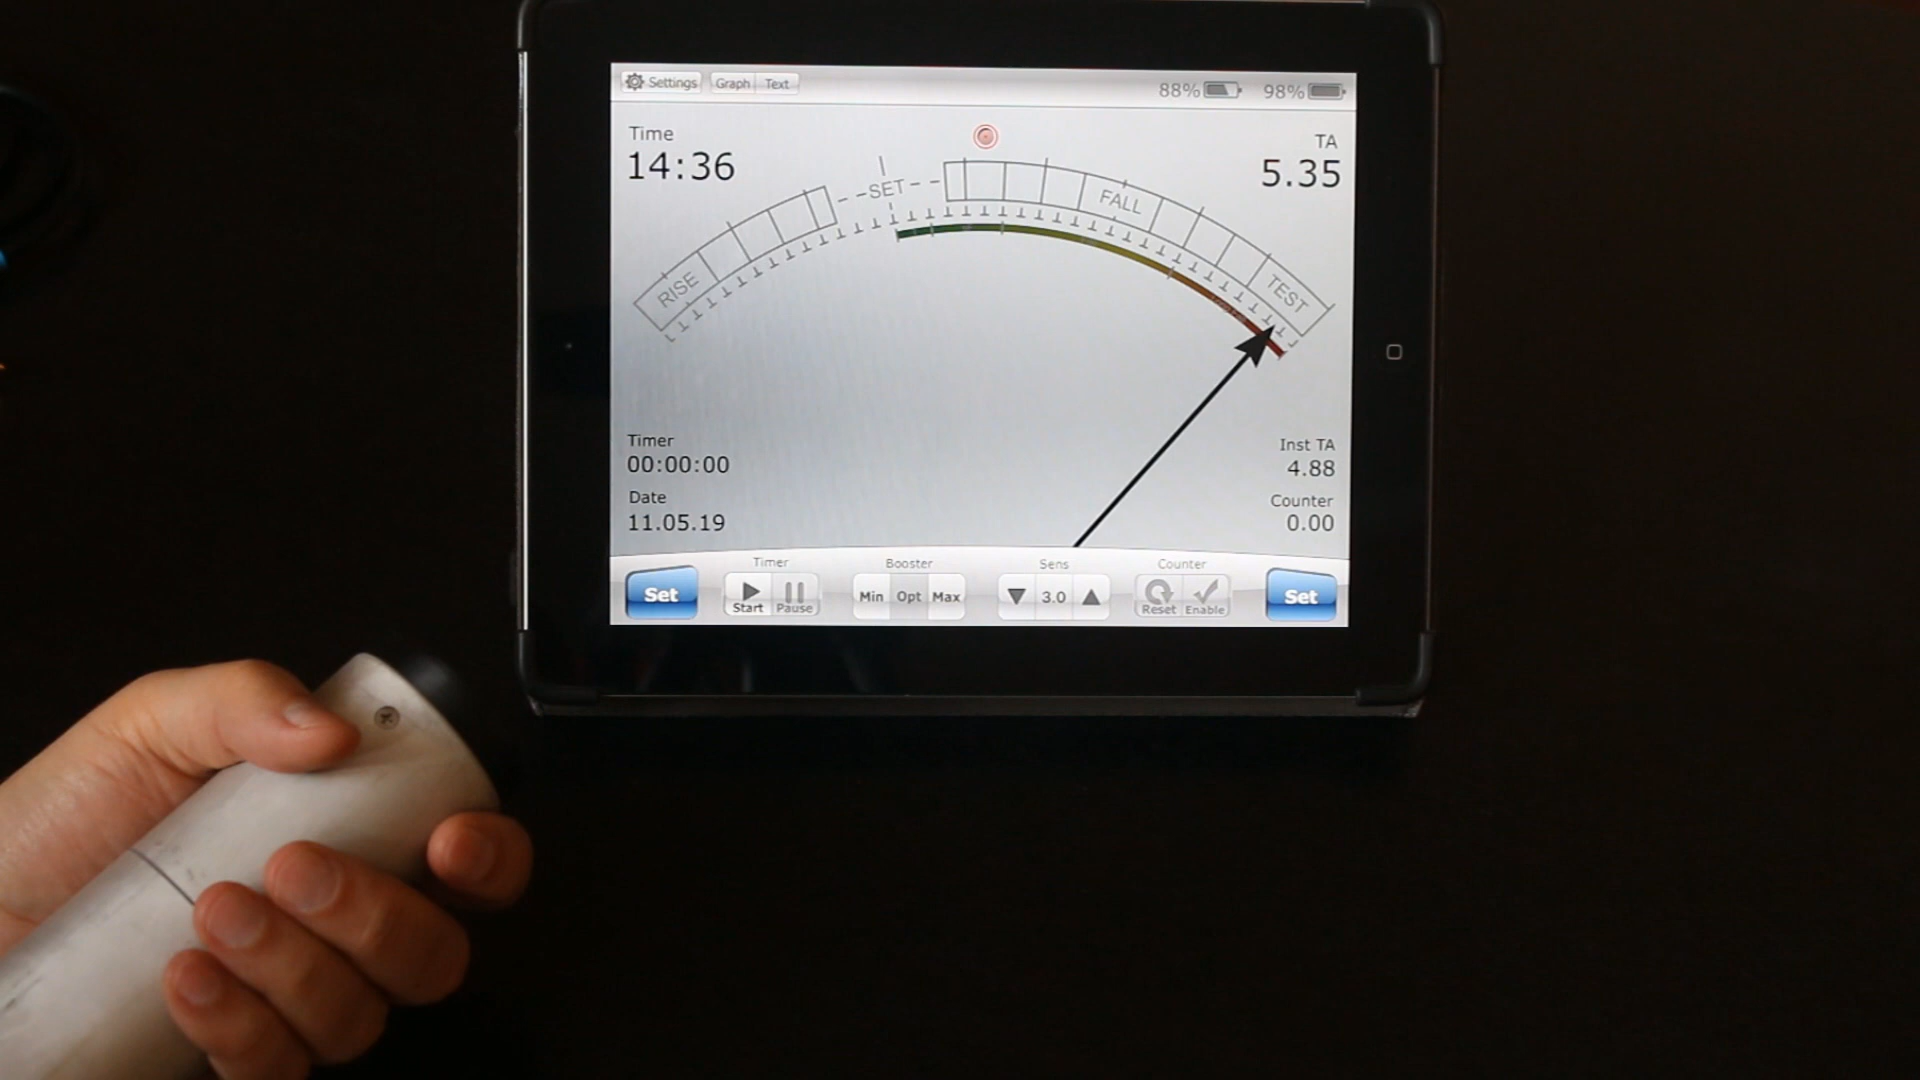 Settings Graph Text 88% 98%
Time
14:36
TA
5.35
SET
RISE
FALL
TEST
Timer
00:00:00
Date
11.05.19
Inst TA
4.88
Counter
0.00
Set
Timer
Start Pause
Booster
Min Opt Max
Sens
3.0
Counter
Reset Enable
Set